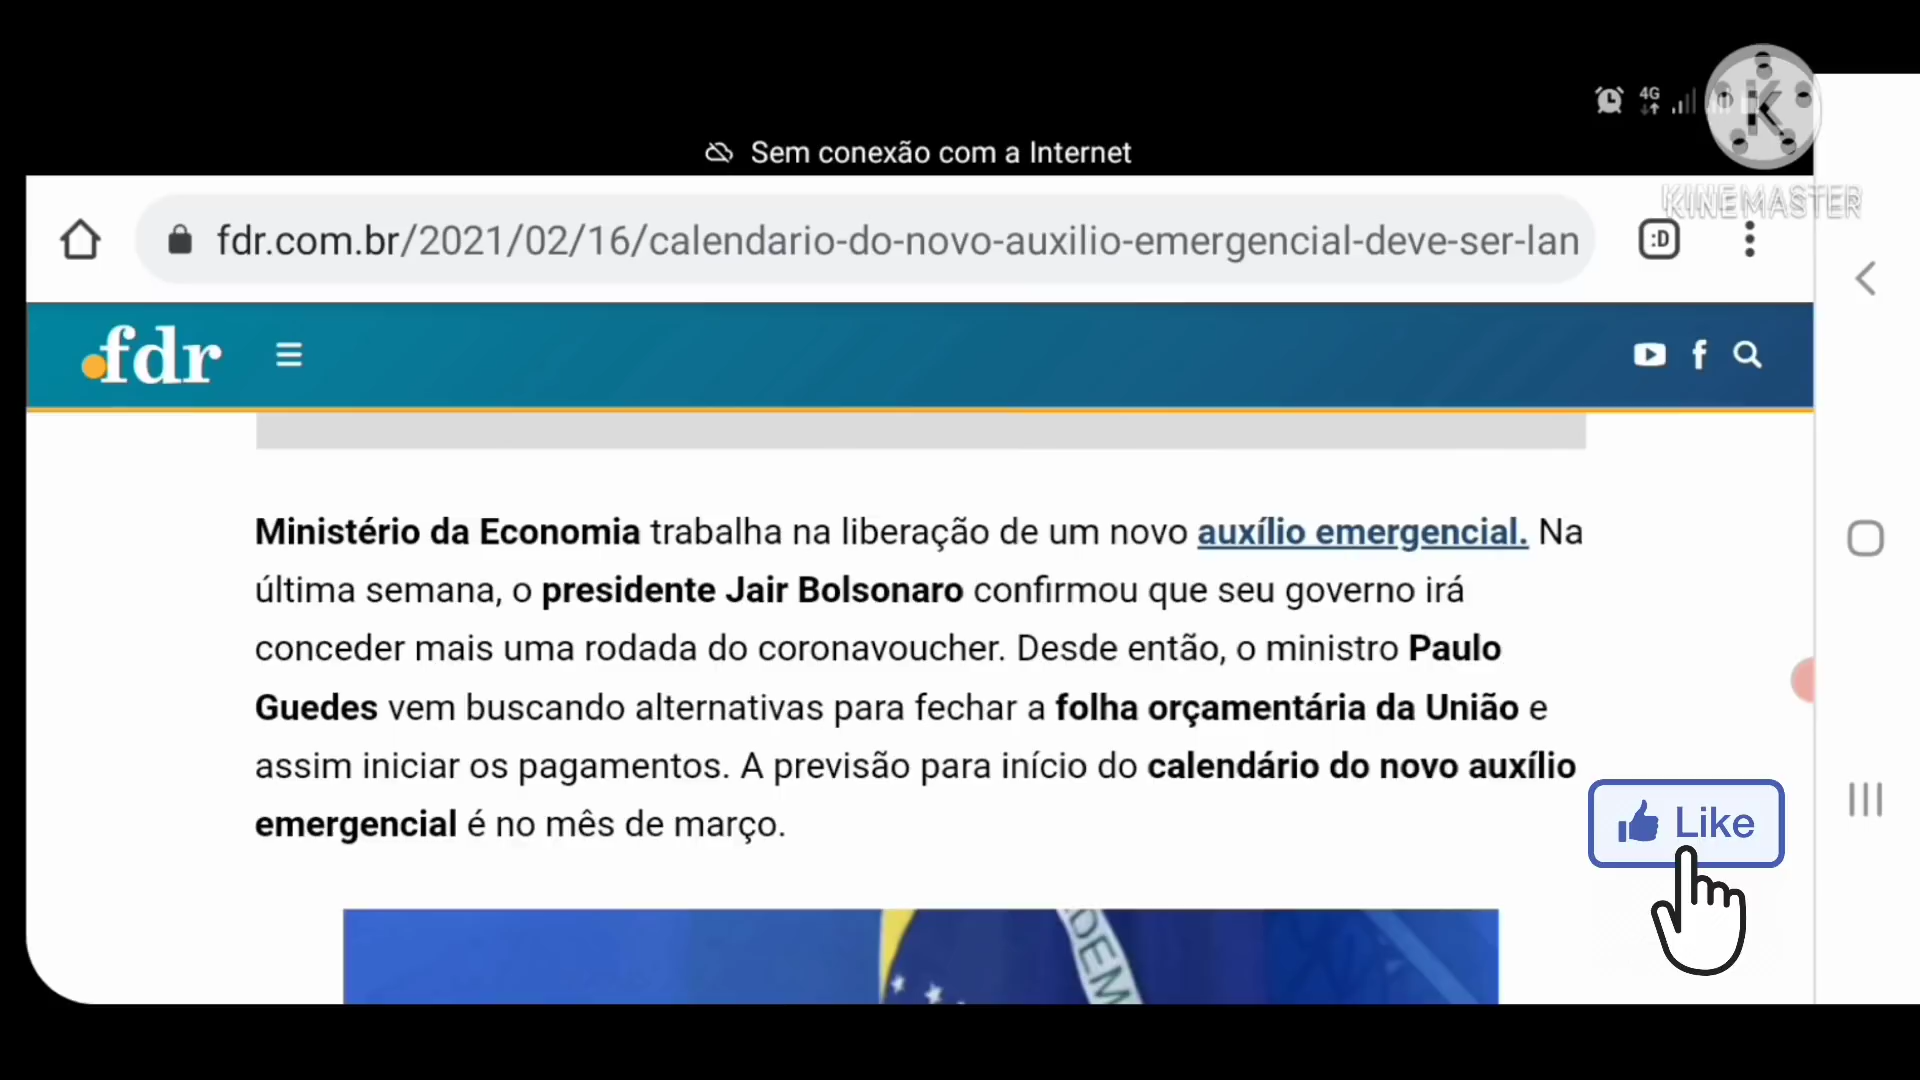 4G
KINEMASTER
Sem conexão com a Internet
fdr.com.br/2021/02/16/calendario-do-novo-auxilio-emergencial-deve-ser-lan
:D
fdr
Ministério da Economia trabalha na liberação de um novo auxílio emergencial. Na
última semana, o presidente Jair Bolsonaro confirmou que seu governo irá
conceder mais uma rodada do coronavoucher. Desde então, o ministro Paulo
Guedes vem buscando alternativas para fechar a folha orçamentária da União e
assim iniciar os pagamentos. A previsão para início do calendário do novo auxílio
emergencial é no mês de março.
Like
DEM